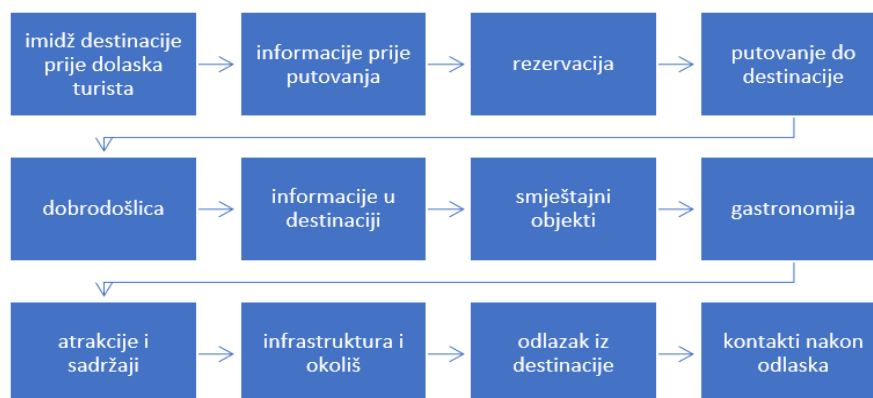 imidž destinacije
prije dolaska
turista
informacije prije
putovanja
rezervacija
putovanje do
destinacije
dobrodošlica
informacije u
destinaciji
smještajni
objekti
gastronomija
atrakcije i
sadržaji
infrastruktura i
okoliš
odlazak iz
destinacije
kontakti nakon
odlaska